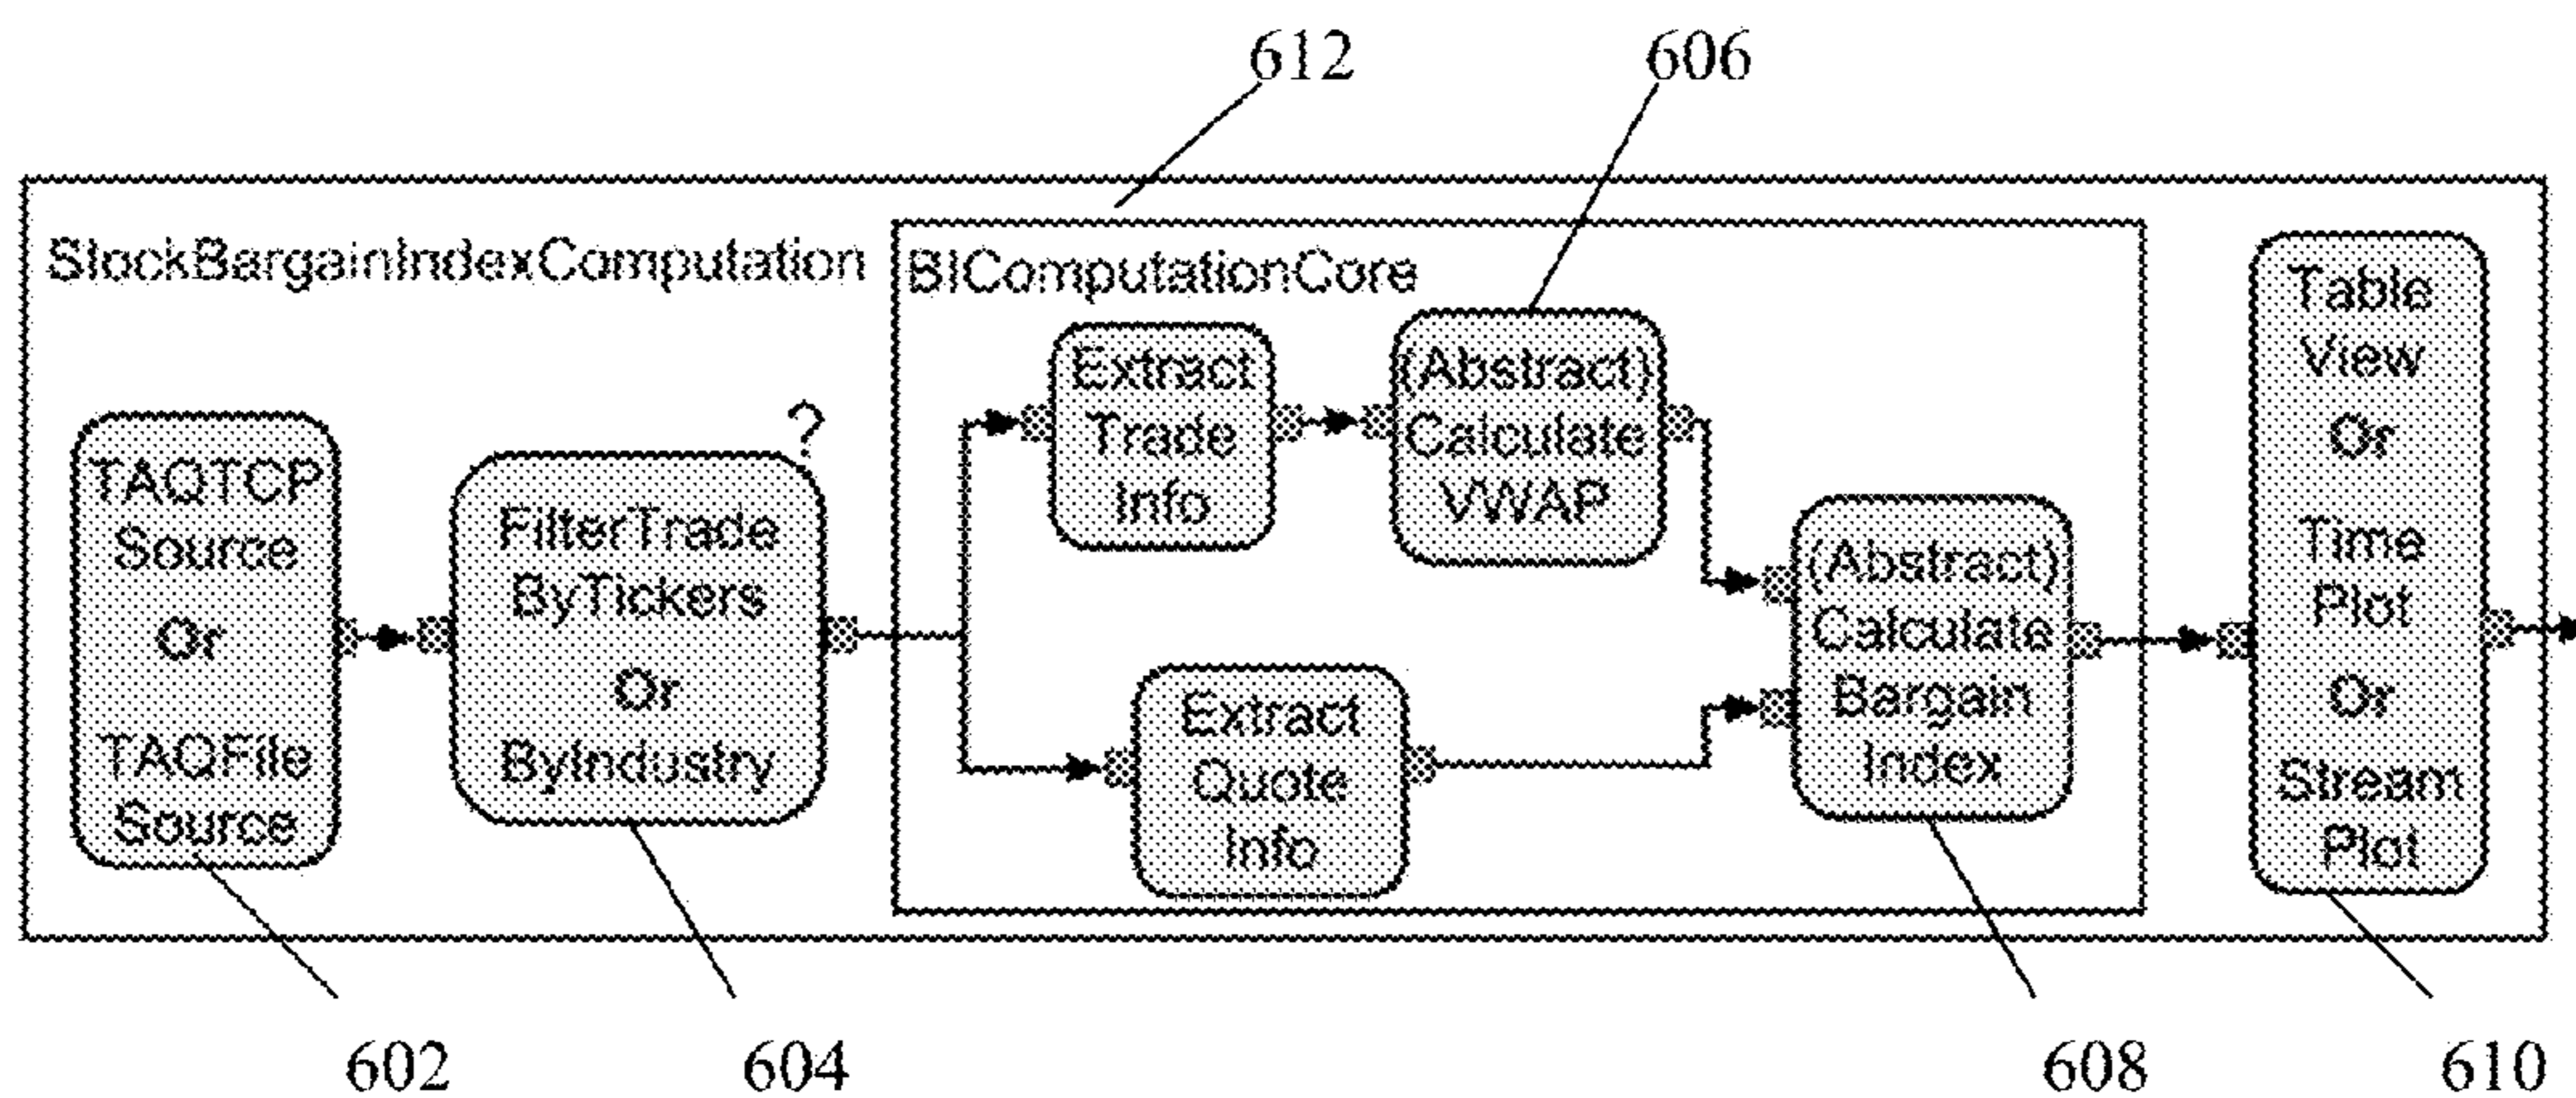 612
606
StockBargainIndexComputation
BIComputationCore
TAQTCP
Source
Or
TAQFile
Source
?
FilterTrade
ByTickers
Or
ByIndustry
Extract
Trade
Info
(Abstract)
Calculate
VWAP
Extract
Quote
Info
(Abstract)
Calculate
Bargain
Index
Table
View
Or
Time
Plot
Or
Stream
Plot
602
604
608
610